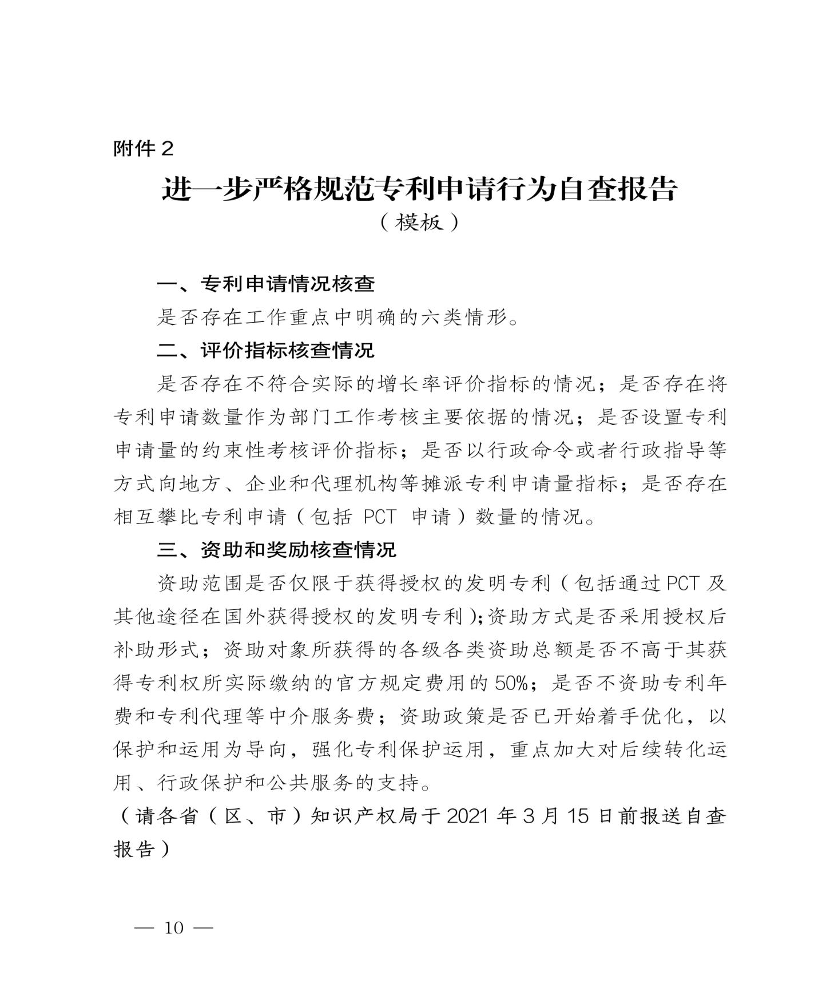 附件2
进一步严格规范专利申请行为自查报告
（模板）
一、专利申请情况核查
是否存在工作重点中明确的六类情形。
二、评价指标核查情况
是否存在不符合实际的增长率评价指标的情况；是否存在将
专利申请数量作为部门工作考核主要依据的情况；是否设置专利
申请量的约束性考核评价指标；是否以行政命令或者行政指导等
方式向地方、企业和代理机构等摊派专利申请量指标；是否存在
相互攀比专利申请（包括 PCT 申请）数量的情况。
三、资助和奖励核查情况
资助范围是否仅限于获得授权的发明专利（包括通过PCT及
其他途径在国外获得授权的发明专利）；资助方式是否采用授权后
补助形式；资助对象所获得的各级各类资助总额是否不高于其获
得专利权所实际缴纳的官方规定费用的50%；是否不资助专利年
费和专利代理等中介服务费；资助政策是否已开始着手优化，以
保护和运用为导向，强化专利保护运用，重点加大对后续转化运
用、行政保护和公共服务的支持。
（请各省（区、市）知识产权局于2021年3月15日前报送自查
报告）
— 10 —